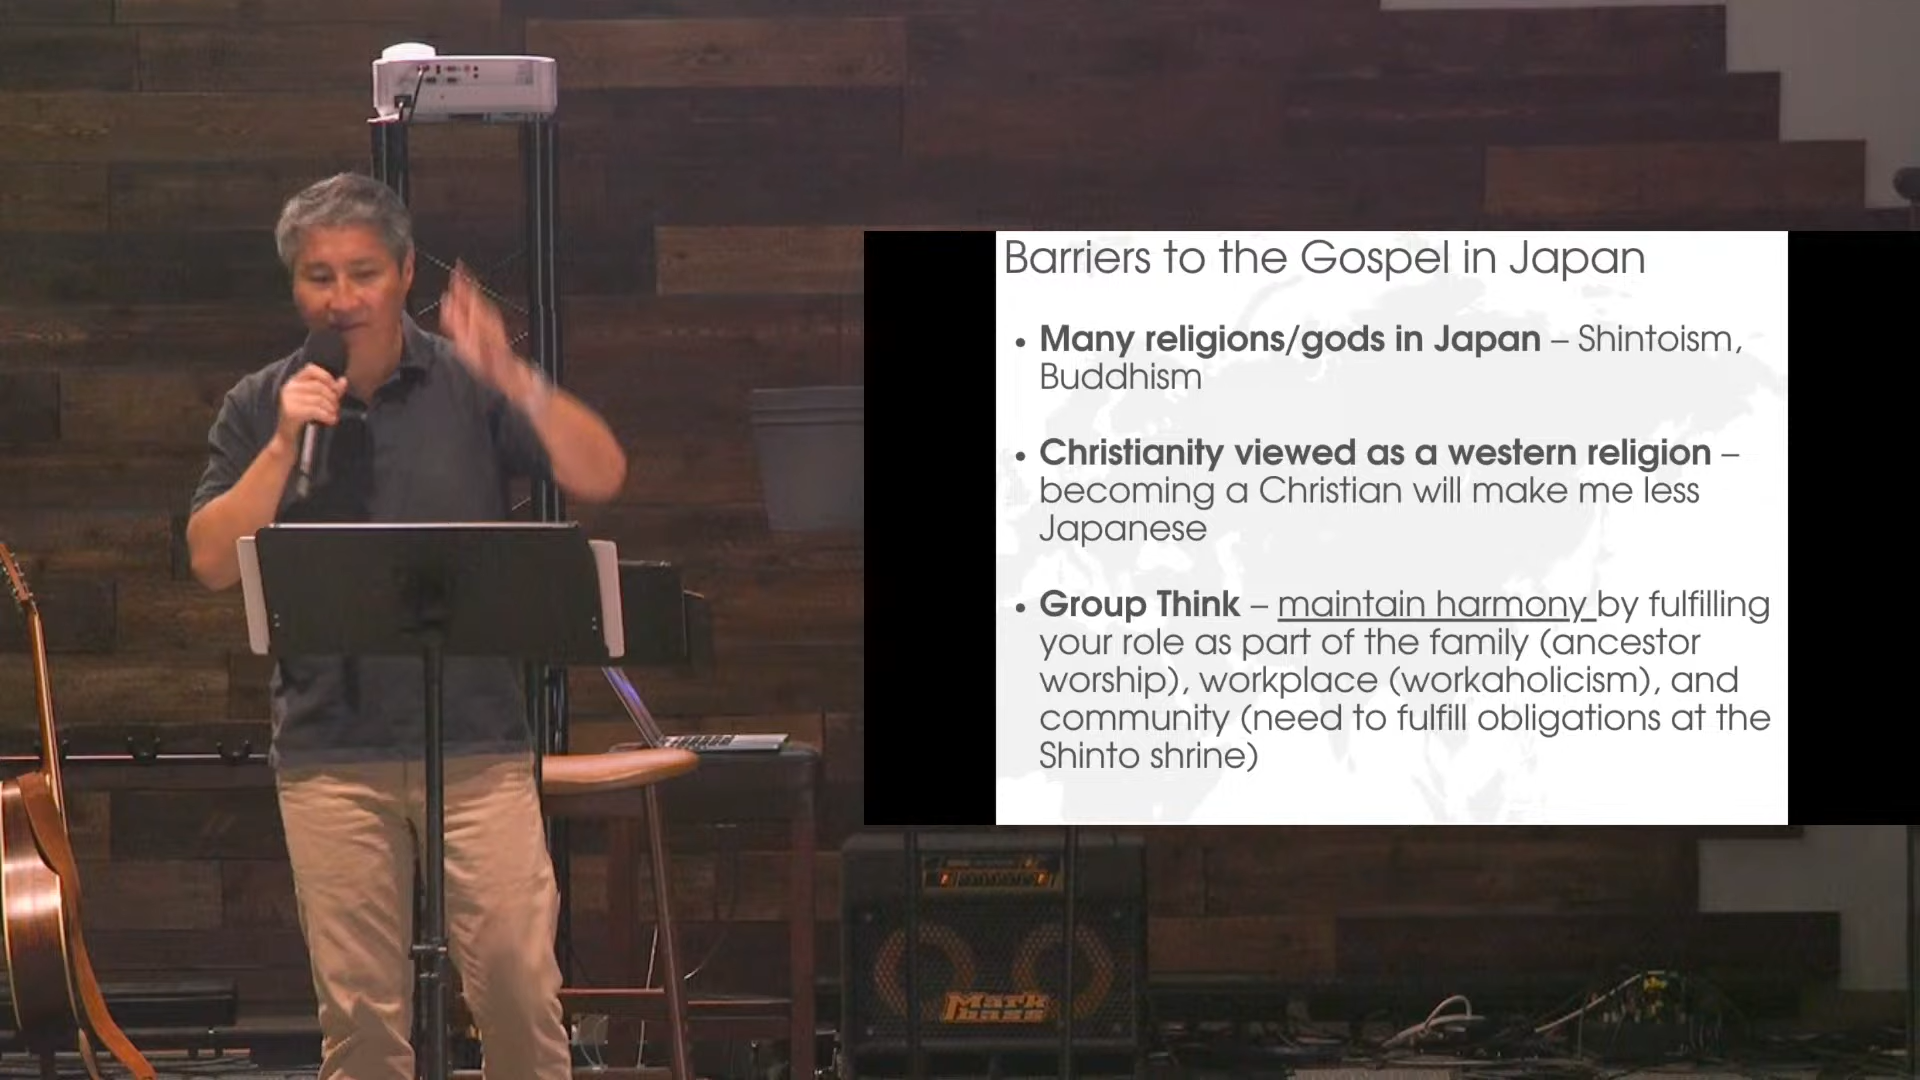 Barriers to the Gospel in Japan
• Many religions/gods in Japan – Shintoism,
Buddhism
• Christianity viewed as a western religion –
becoming a Christian will make me less
Japanese
• Group Think – maintain harmony by fulfilling
your role as part of the family (ancestor
worship), workplace (workaholicism), and
community (need to fulfill obligations at the
Shinto shrine)
Mark
bass